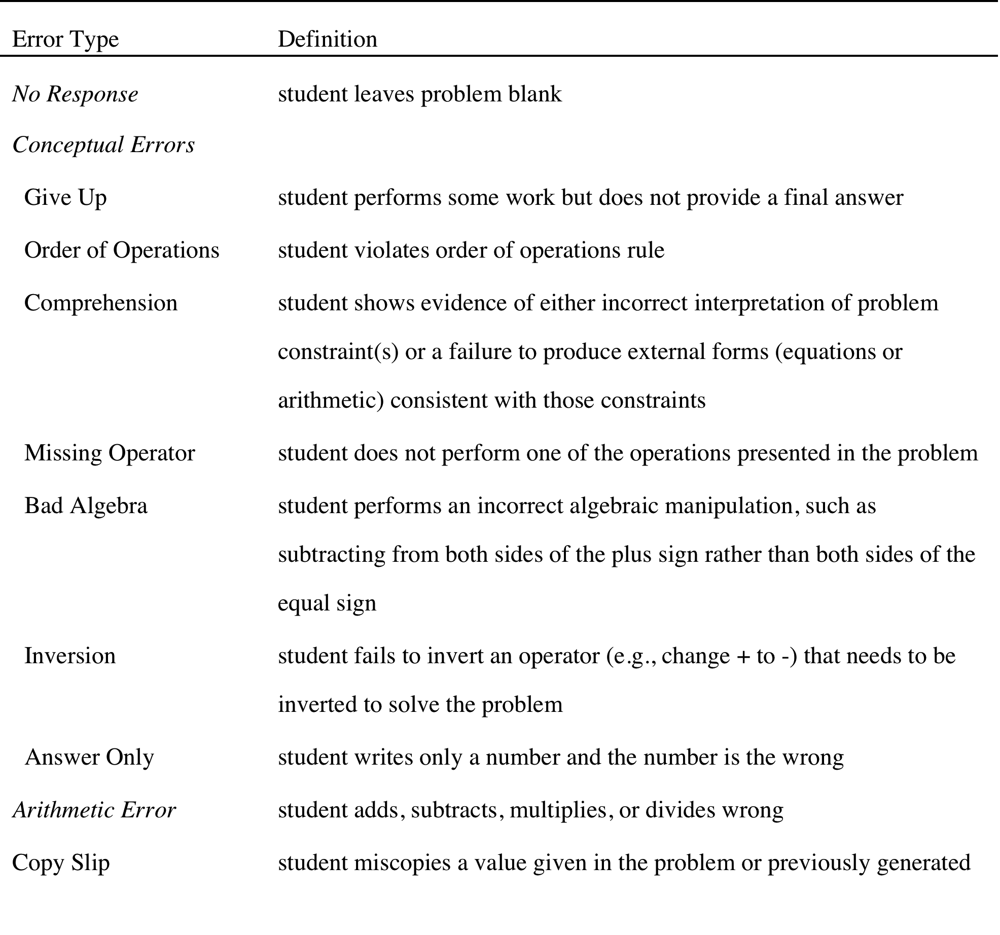 Error Type Definition
No Response student leaves problem blank
Conceptual Errors
Give Up student performs some work but does not provide a final answer
Order of Operations student violates order of operations rule
Comprehension student shows evidence of either incorrect interpretation of problem
constraint(s) or a failure to produce external forms (equations or
arithmetic) consistent with those constraints
Missing Operator student does not perform one of the operations presented in the problem
Bad Algebra student performs an incorrect algebraic manipulation, such as
subtracting from both sides of the plus sign rather than both sides of the
equal sign
Inversion student fails to invert an operator (e.g., change + to -) that needs to be
inverted to solve the problem
Answer Only student writes only a number and the number is the wrong
Arithmetic Error student adds, subtracts, multiplies, or divides wrong
Copy Slip student miscopies a value given in the problem or previously generated